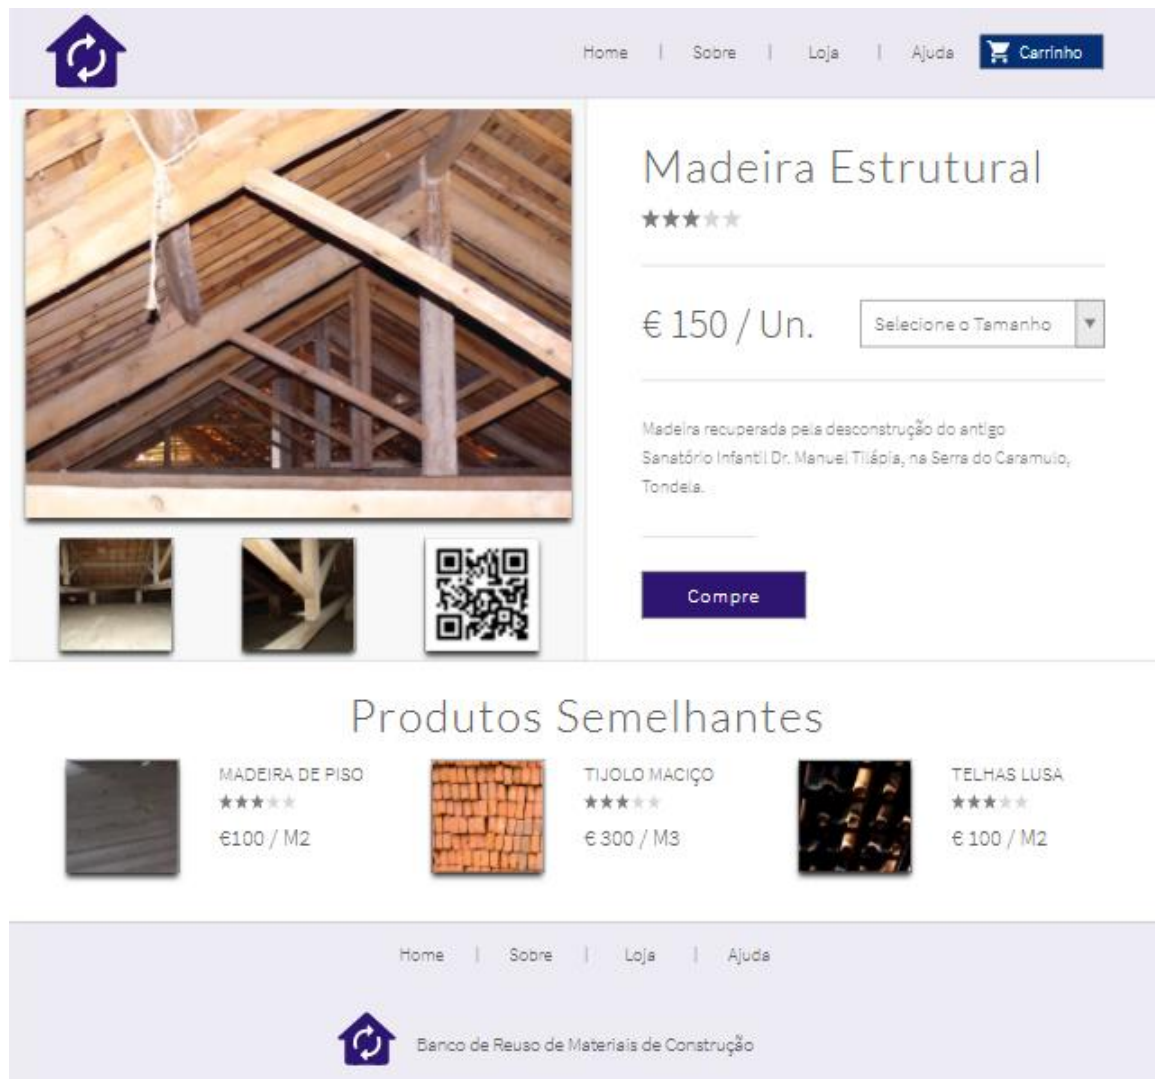 Home | Sobre | Loja | Ajuda Carrinho
Madeira Estrutural
€ 150 / Un.
Selecione o Tamanho
Madeira recuperada pela desconstrução do antigo
Sanatório Infantil Dr. Manuel Tilápia, na Serra do Caramulo,
Tondela.
Compre
Produtos Semelhantes
MADEIRA DE PISO
€100 / M2
TIJOLO MACIÇO
€ 300 / M3
TELHAS LUSA
€ 100 / M2
Home | Sobre | Loja | Ajuda
Banco de Reuso de Materiais de Construção